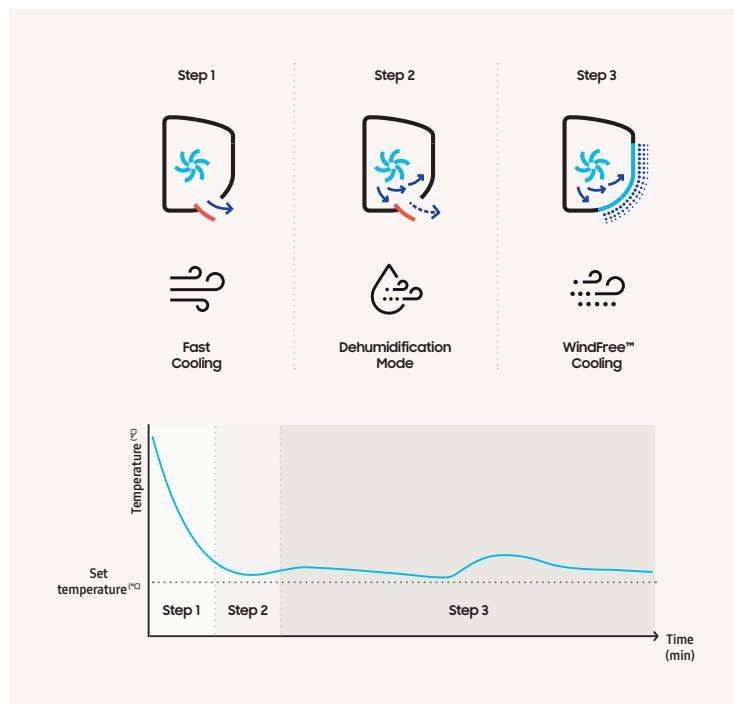 Step 1
Step 2
Step 3
Fast
Cooling
Dehumidification
Mode
WindFree™
Cooling
Temperature (°C)
Set
temperature(°C)
Step 1
Step 2
Step 3
Time
(min)